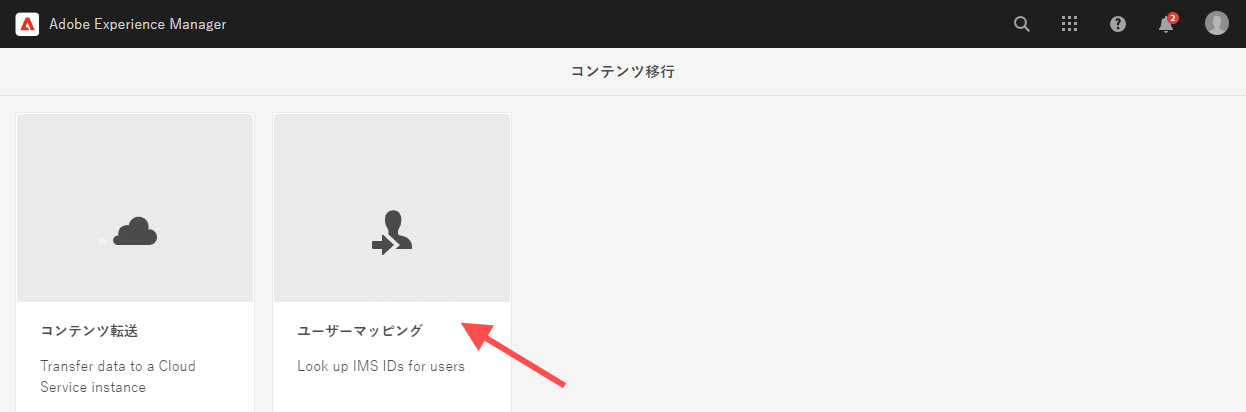 Adobe Experience Manager
2
コンテンツ移行
コンテンツ転送
Transfer data to a Cloud
Service instance
ユーザーマッピング
Look up IMS IDs for users